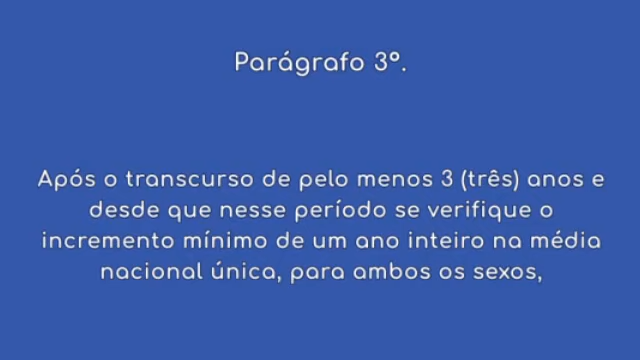 Parágrafo 3º.
Após o transcurso de pelo menos 3 (três) anos e
desde que nesse período se verifique o
incremento mínimo de um ano inteiro na média
nacional única, para ambos os sexos,